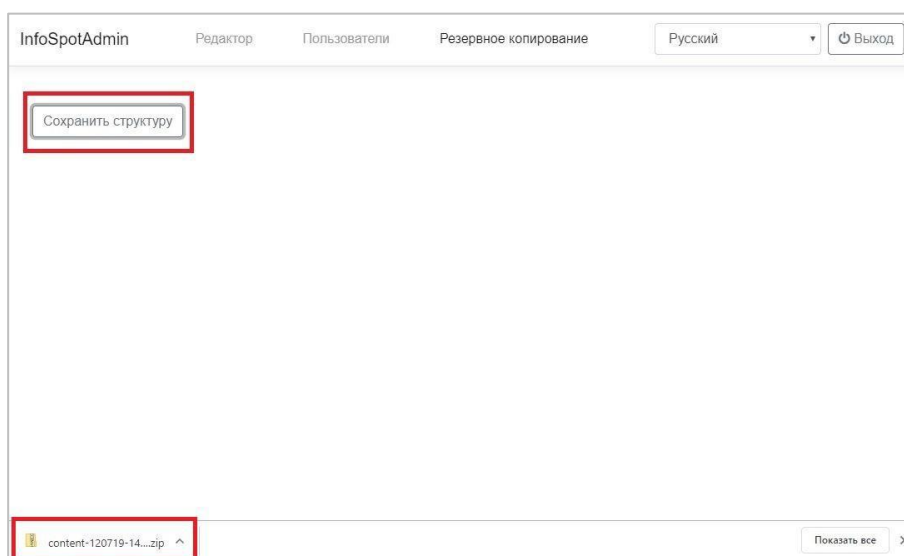 InfoSpotAdmin Редактор Пользователи Резервное копирование Русский Выход
Сохранить структуру
content-120719-14....zip Показать все